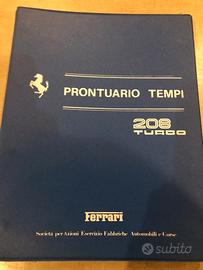 PRONTUARIO TEMPI
208
TURBO
Ferrari
Società per Azioni Esercizio Fabbriche Automobili e Corse
subito